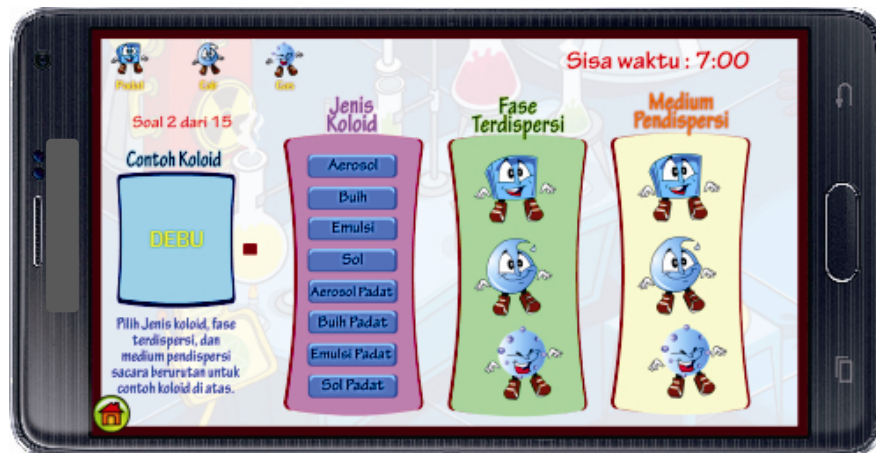 Padat
Cair
Gas
Sisa waktu : 7:00
Soal 2 dari 15
Jenis
Koloid
Fase
Terdispersi
Medium
Pendispersi
Contoh Koloid
DEBU
Pilih Jenis koloid, fase
terdispersi, dan
medium pendispersi
sacara berurutan untuk
contoh koloid di atas.
Aerosol
Buih
Emulsi
Sol
Aerosol Padat
Buih Padat
Emulsi Padat
Sol Padat